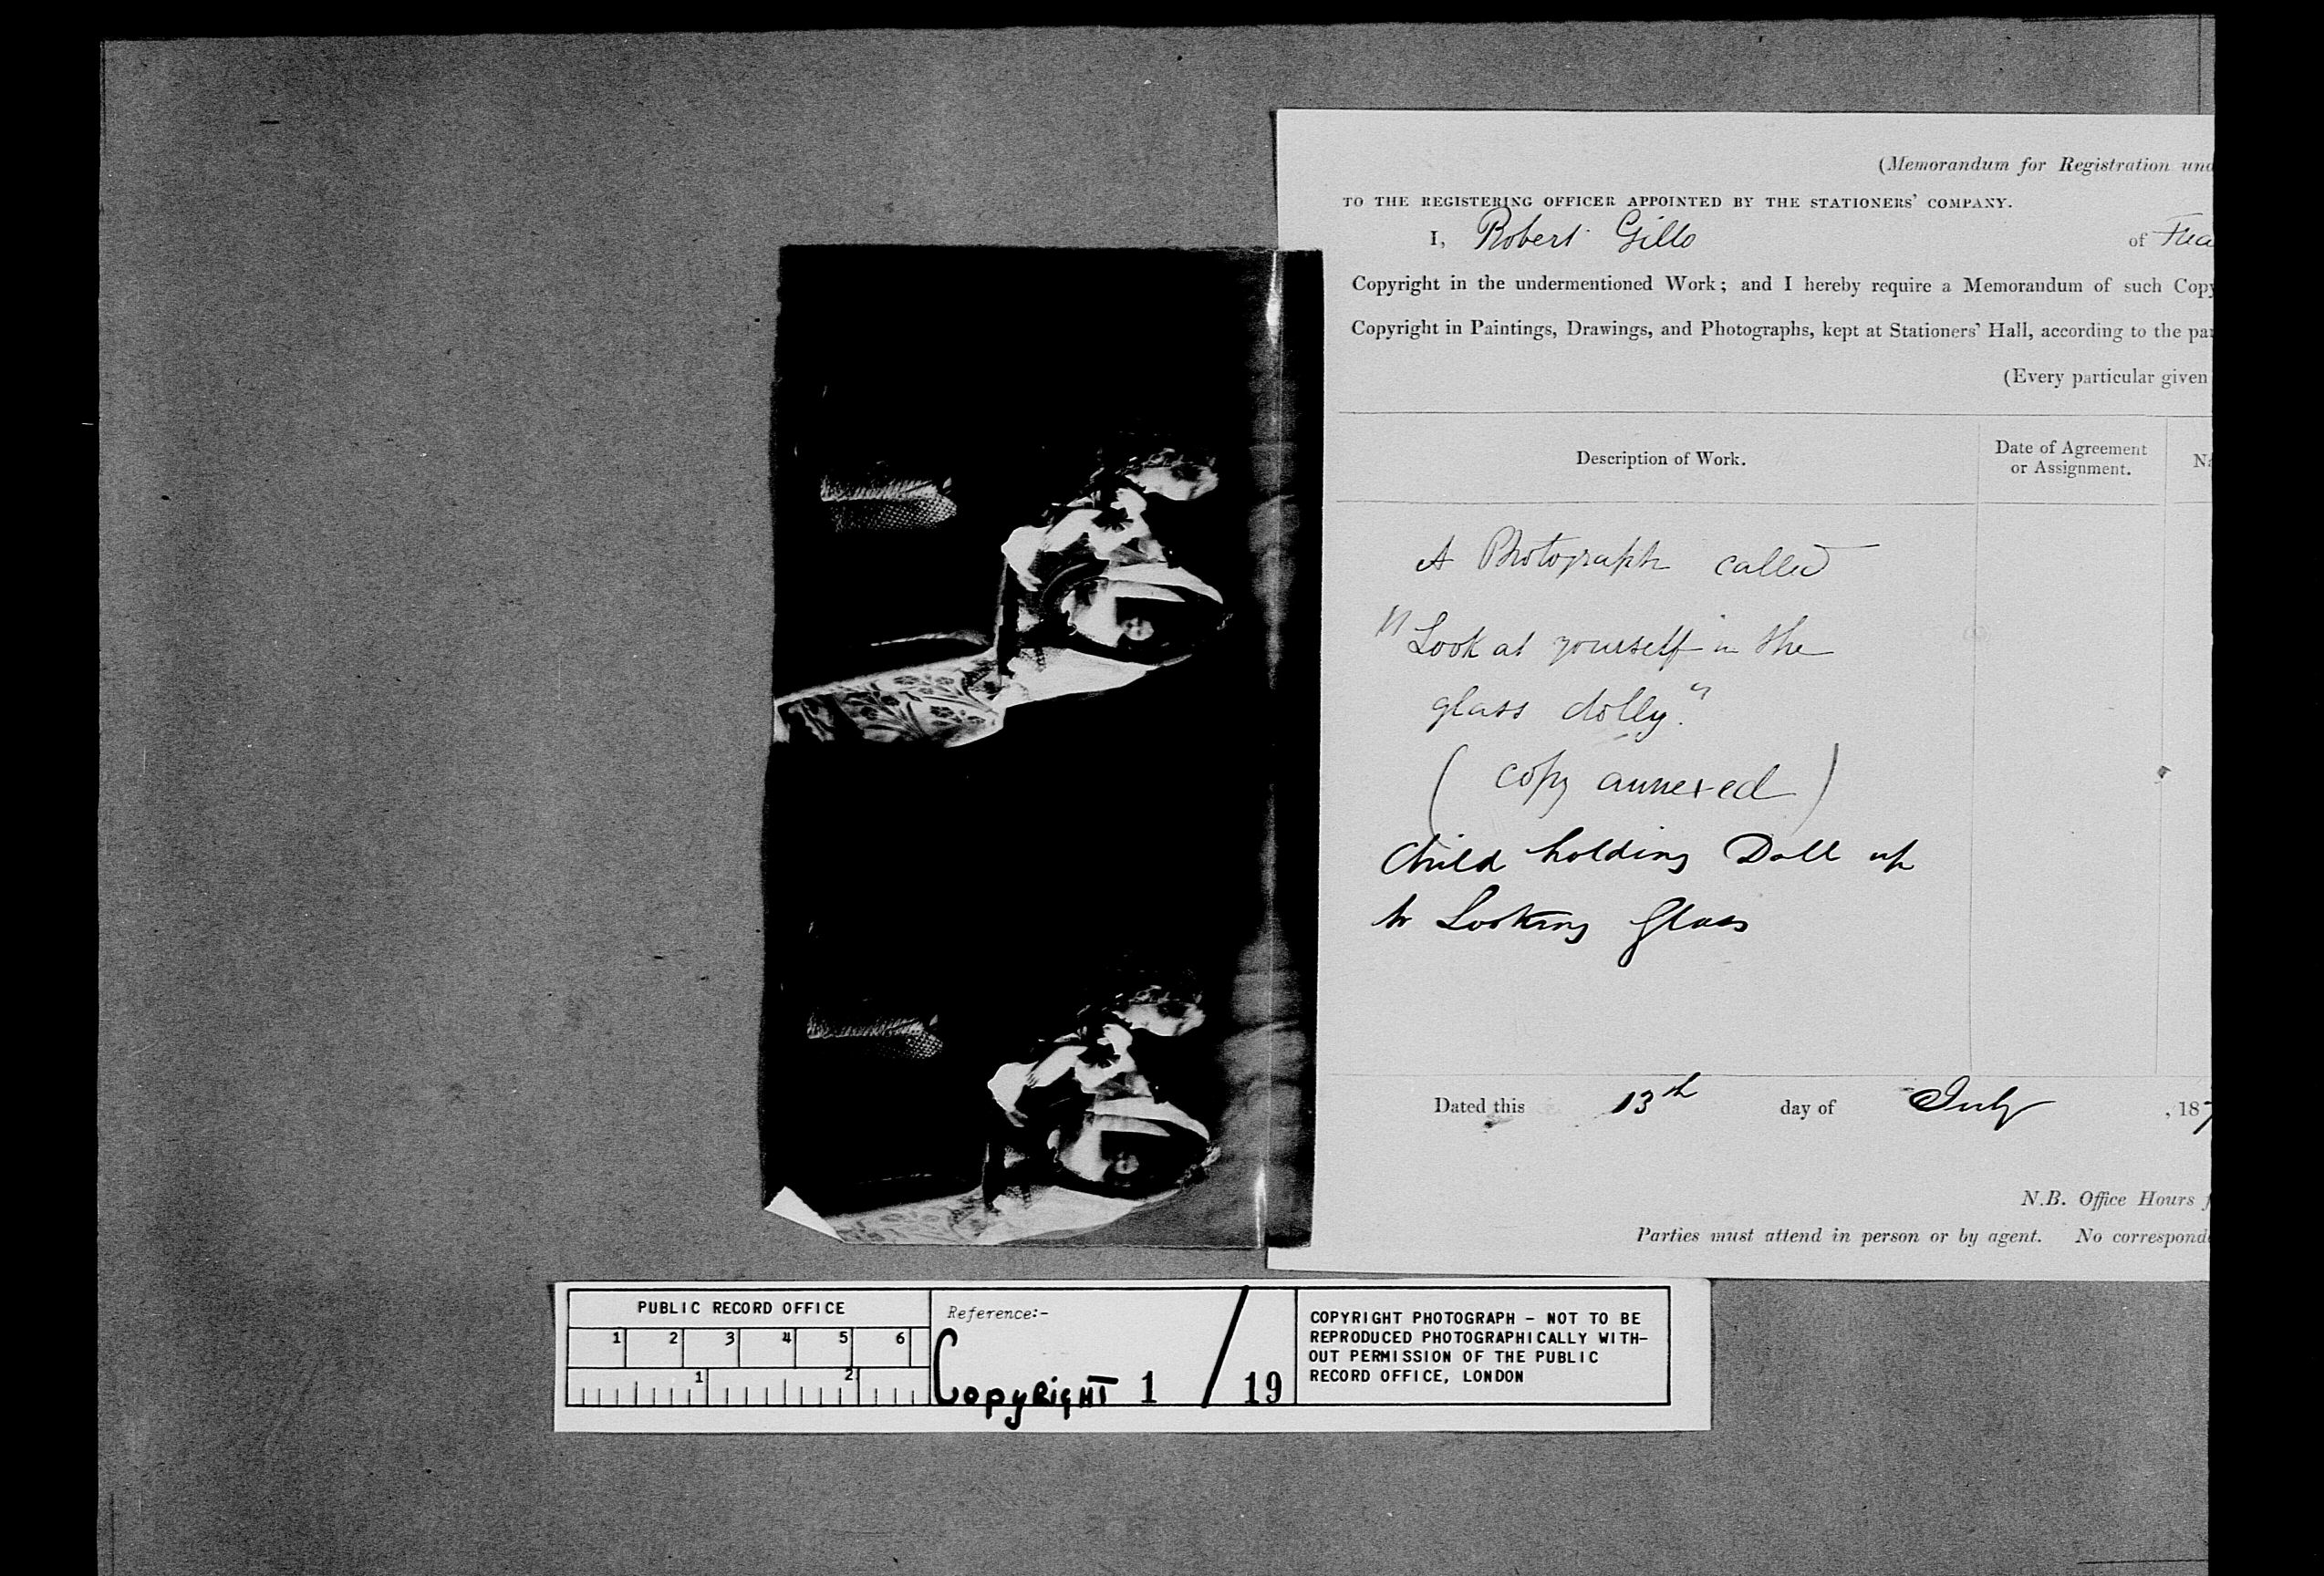 (Memorandum for Registration und
TO THE REGISTERING OFFICER APPOINTED BY THE STATIONERS' COMPANY.
I, Robert Gillo of
Copyright in the undermentioned Work; and I hereby require a Memorandum of such Copy
Copyright in Paintings, Drawings, and Photographs, kept at Stationers' Hall, according to the par
(Every particular given
Description of Work.
Date of Agreement
or Assignment.
Na
A Photograph called
"Look at yourself in the
glass dolly."
(copy annexed)
Child holding Doll up
to Looking Glass
Dated this 13th day of July, 187
N.B. Office Hours f
Parties must attend in person or by agent. No corresponde
PUBLIC RECORD OFFICE
1 2 3 4 5 6
1 2
Reference:-
Copyright 1 / 19
COPYRIGHT PHOTOGRAPH - NOT TO BE
REPRODUCED PHOTOGRAPHICALLY WITH-
OUT PERMISSION OF THE PUBLIC
RECORD OFFICE, LONDON